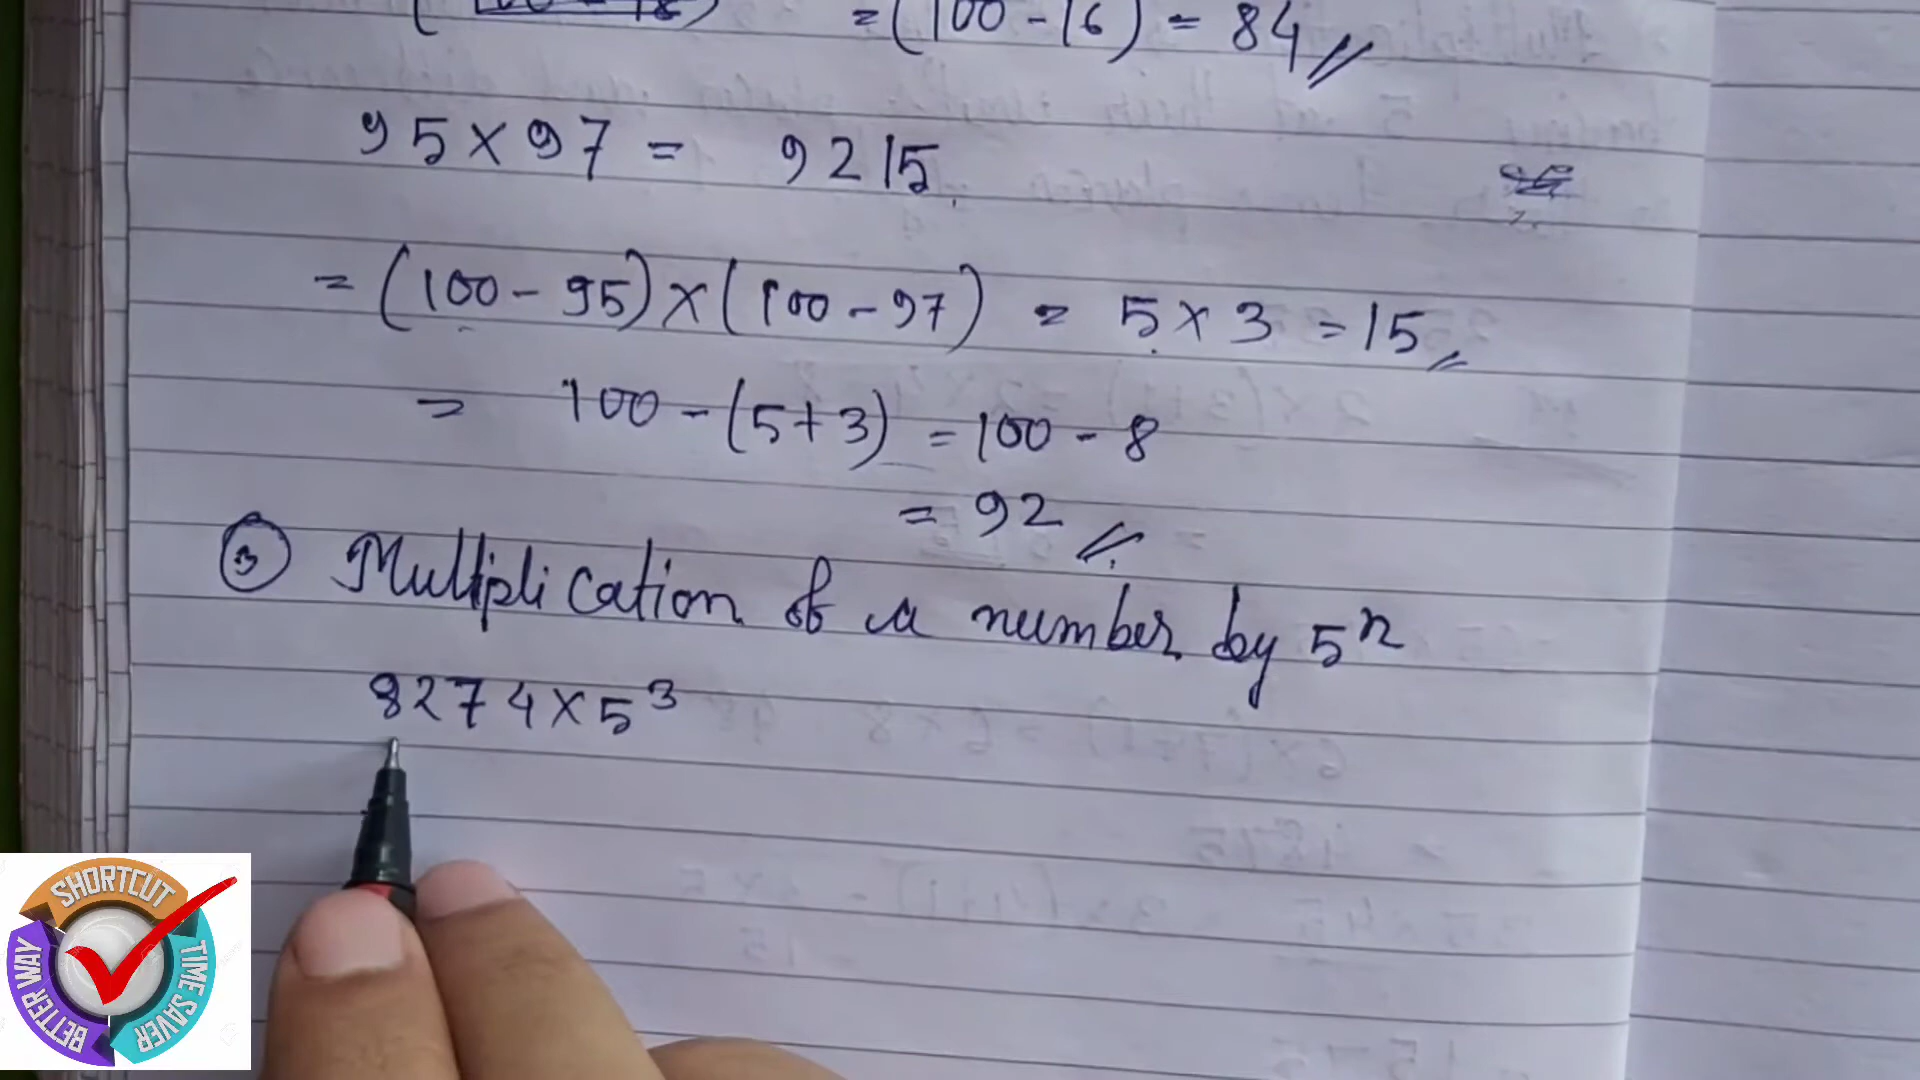 = (100 - 16) = 84
95 × 97 = 9215
= (100 - 95) × (100 - 97) = 5 × 3 = 15
= 100 - (5 + 3) = 100 - 8
= 92
3 Multiplication of a number by 5ⁿ
8274 × 5³
SHORTCUT
TIME SAVER
BETTER WAY